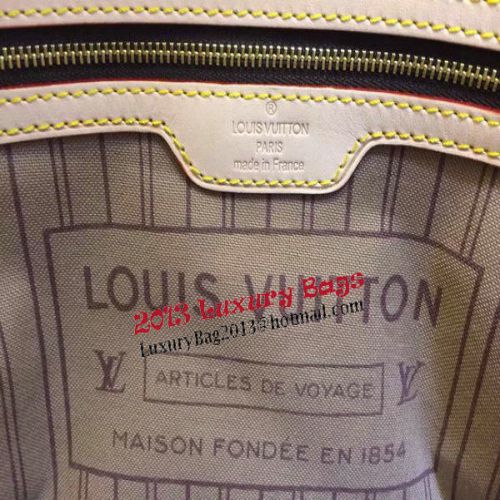 ®
LOUIS VUITTON
PARIS
made in France
LOUIS VUITTON
2013 Luxury Bags
LuxuryBag2013@hotmail.com
LV
ARTICLES DE VOYAGE
LV
MAISON FONDÉE EN 1854